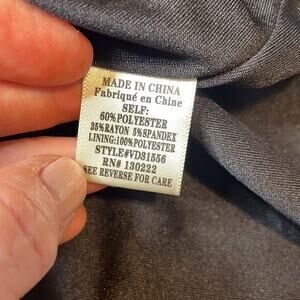 MADE IN CHINA
Fabriqué en Chine
SELF:
60%POLYESTER
35%RAYON 5%SPANDEX
LINING:100%POLYESTER
STYLE#VD31556
RN# 130222
SEE REVERSE FOR CARE